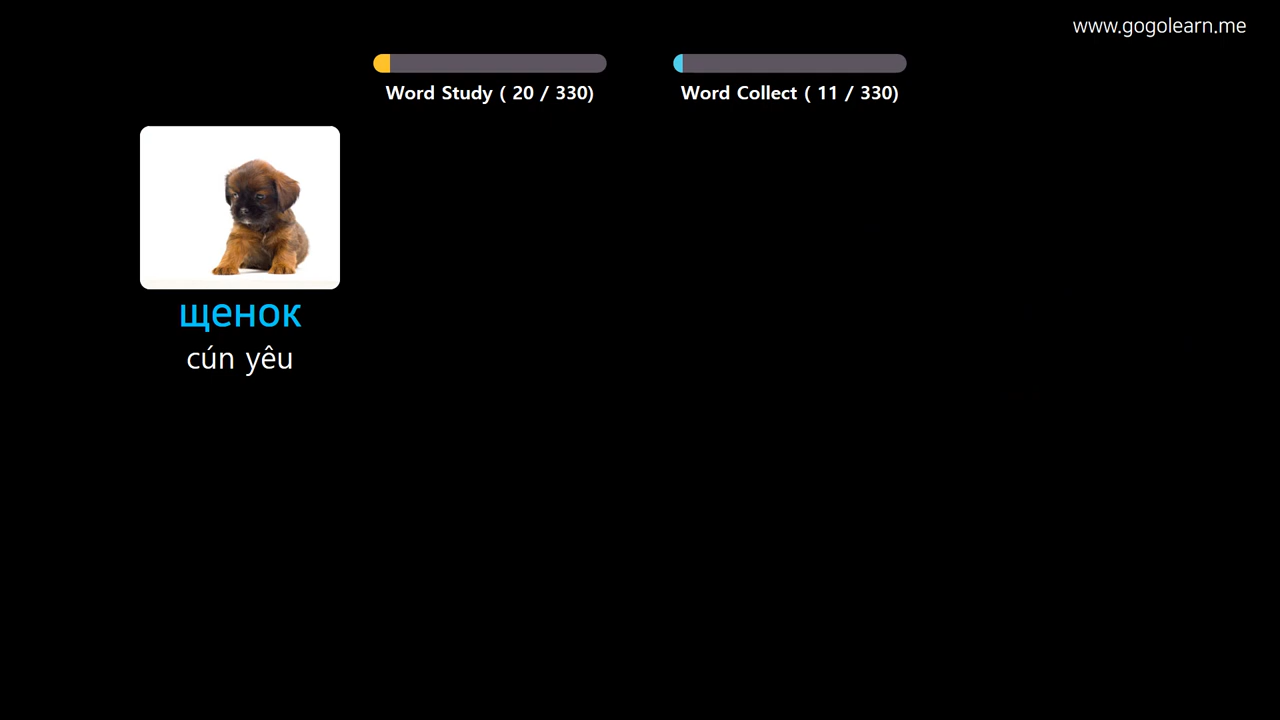 www.gogolearn.me
Word Study ( 20 / 330)
Word Collect ( 11 / 330)
щенок
cún yêu